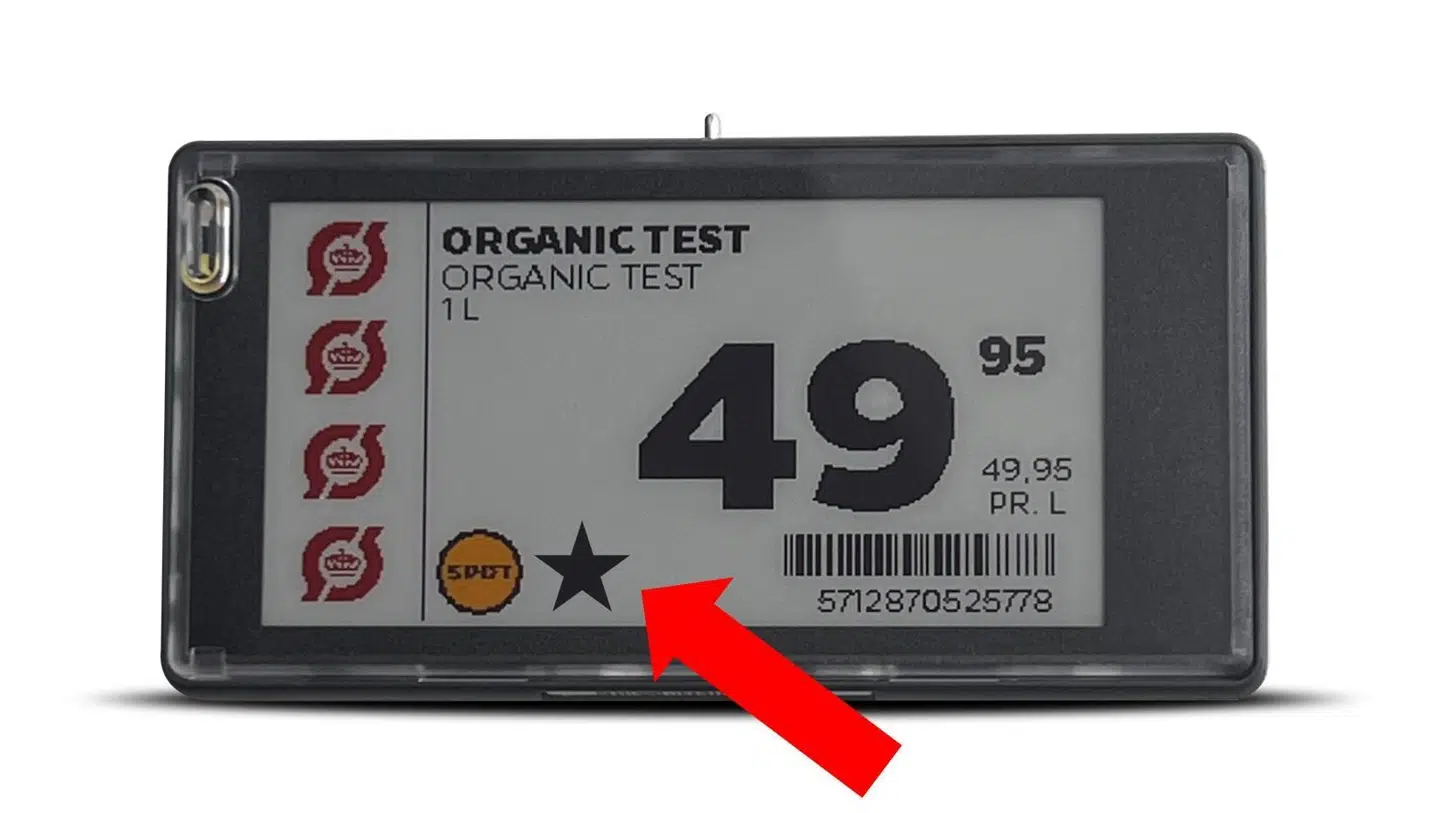 ORGANIC TEST
ORGANIC TEST
1 L
49 95
49,95
PR. L
SPOT
5712870525778